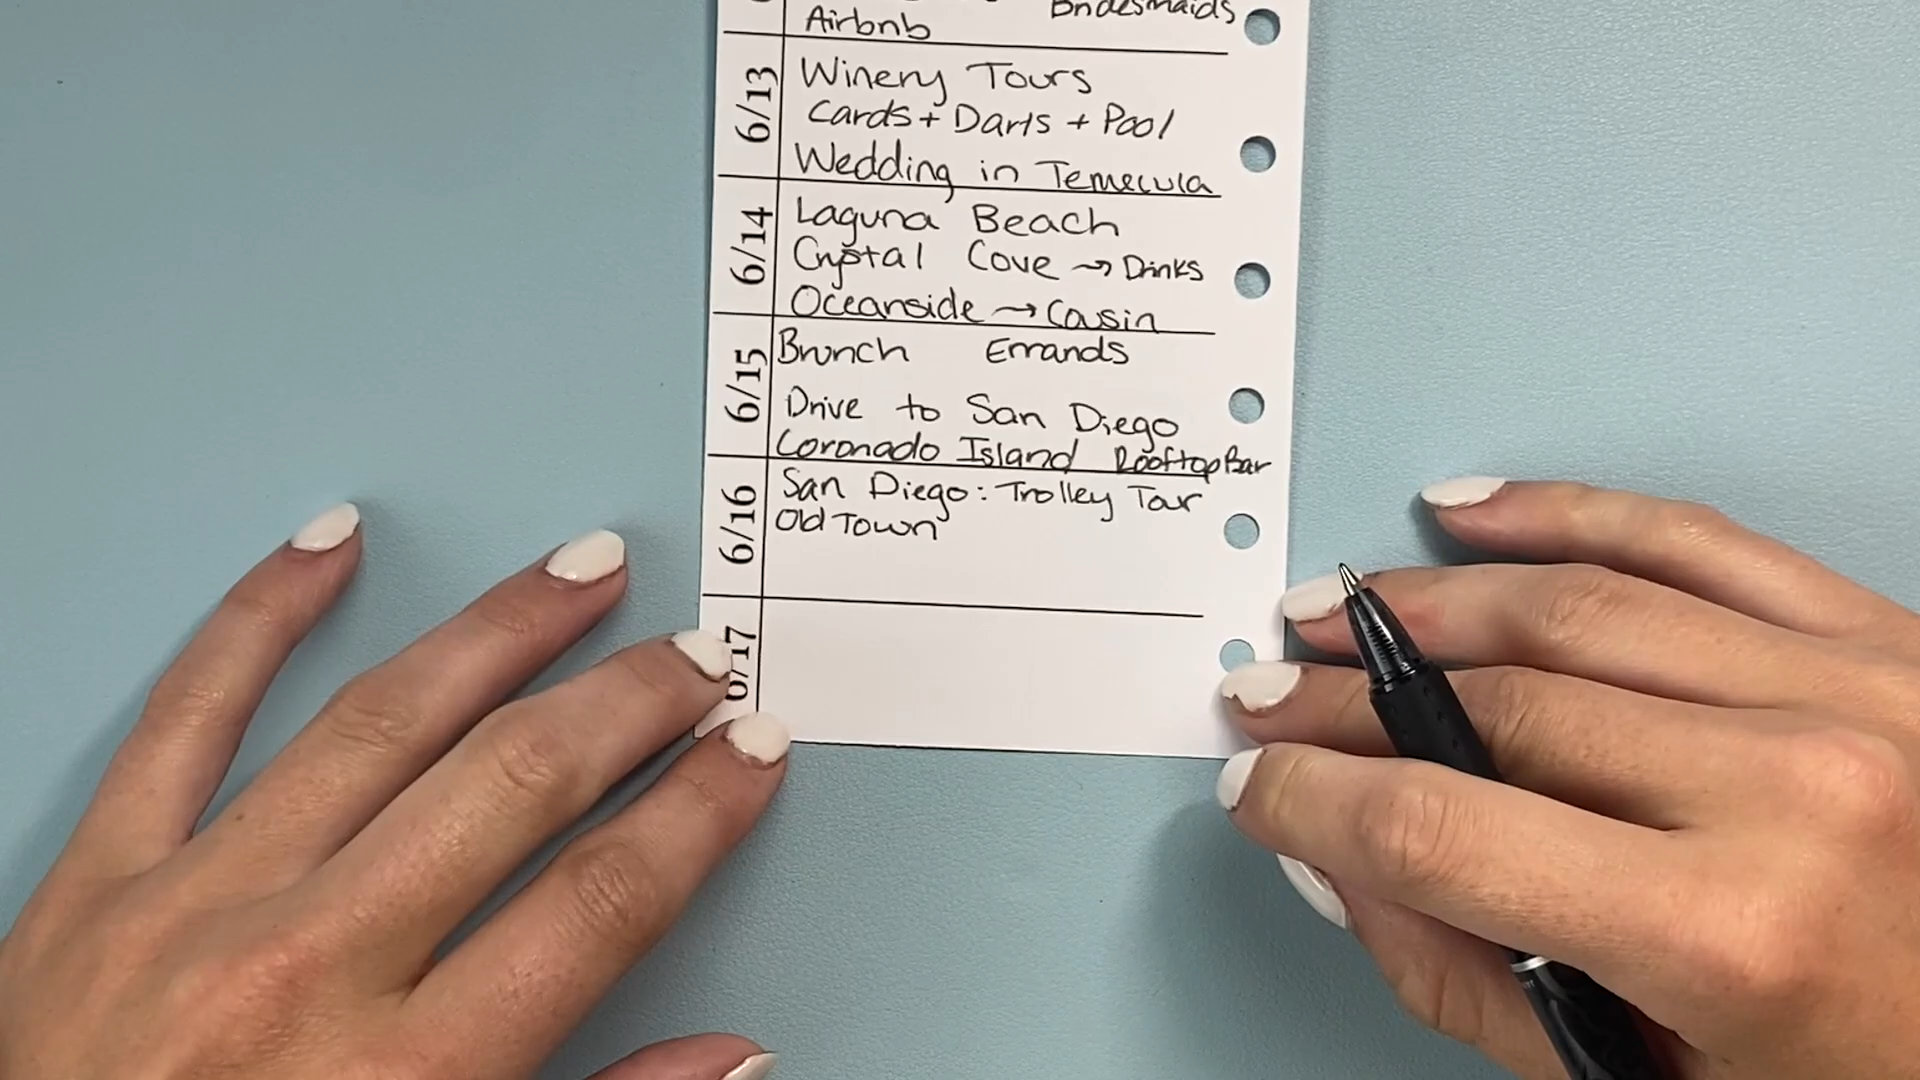 Bridesmaids
Airbnb
6/13
Winery Tours
Cards + Darts + Pool
Wedding in Temecula
6/14
Laguna Beach
Crystal Cove → Drinks
Oceanside → Cousin
6/15
Brunch Errands
Drive to San Diego
Coronado Island Rooftop Bar
6/16
San Diego: Trolley Tour
Old Town
6/17